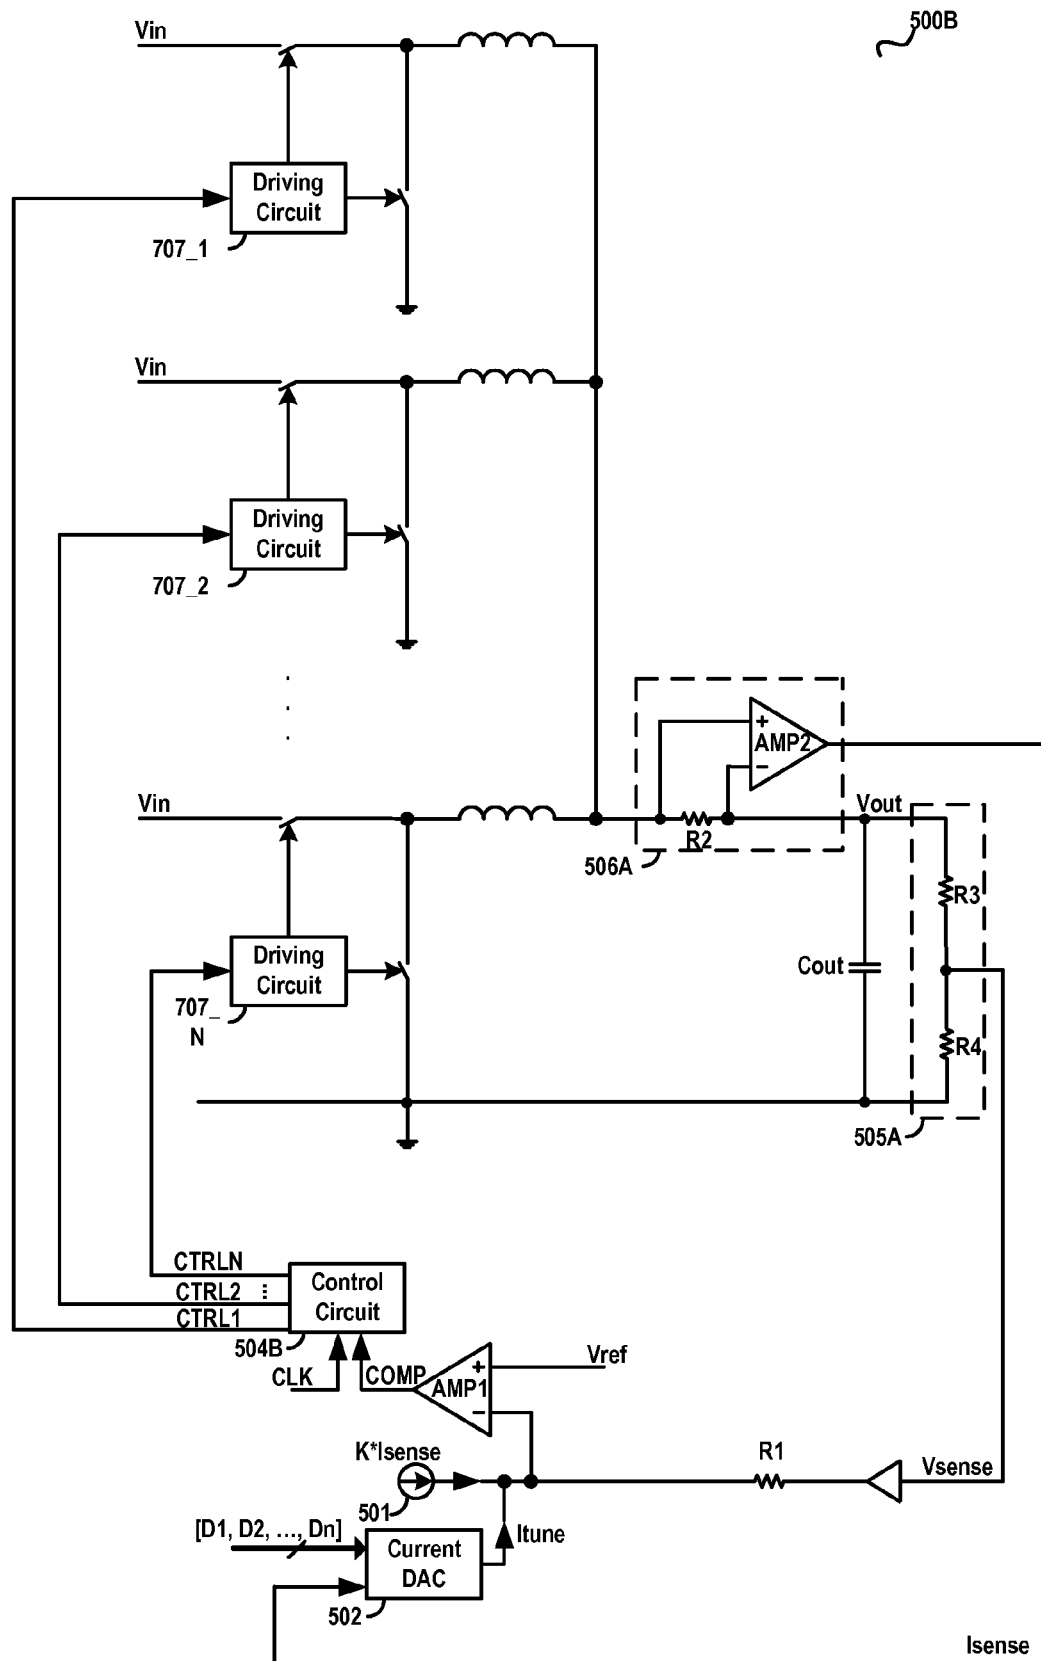 500B
Vin
Driving
Circuit
707_1
Vin
Driving
Circuit
707_2
.
.
.
+
AMP2
−
Vin
Vout
R2
506A
R3
Driving
Circuit
Cout
707_
N
R4
505A
CTRLN
CTRL2 ⋮
CTRL1
Control
Circuit
504B
CLK
COMP
+
AMP1
−
Vref
K*Isense
R1
Vsense
501
[D1, D2, ..., Dn]
Itune
Current
DAC
502
Isense